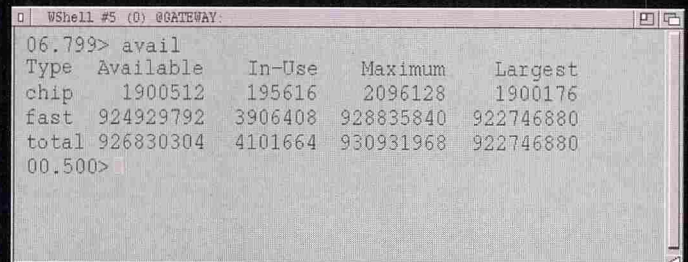 WShell #5 (0) @GATEWAY:
06.799> avail
Type Available In-Use Maximum Largest
chip 1900512 195616 2096128 1900176
fast 924929792 3906408 928835840 922746880
total 926830304 4101664 930931968 922746880
00.500>